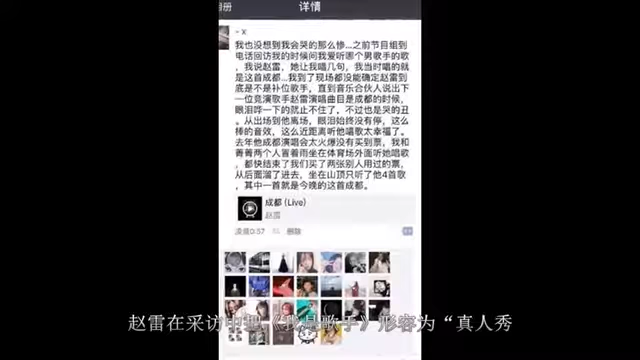 相册
详情
~ x
我也没想到我会哭的那么惨...之前节目组到
电话回访我的时候问我爱听哪个男歌手的歌
，我说赵雷，她让我唱几句，我当时唱的就
是这首成都...我到了现场都没能确定赵雷到
底是不是补位歌手，直到音乐合伙人说出下
一位竞演歌手赵雷演唱曲目是成都的时候，
眼泪哗一下的就止不住了，不过也是哭的丑
。从出场到他离场，眼泪始终没有停，这么
棒的音效，这么近距离听他唱歌太幸福了。
去年他成都演唱会太火爆没有买到票，我和
菁菁两个人冒着雨坐在体育场外面听她唱歌
，都快结束了我们买了两张别人用过的票，
从后面溜了进去，坐在山顶只听了他4首歌
，其中一首就是今晚的这首成都。
成都 (Live)
赵雷
凌晨0:57
删除
赵雷在采访中把《我是歌手》形容为“真人秀